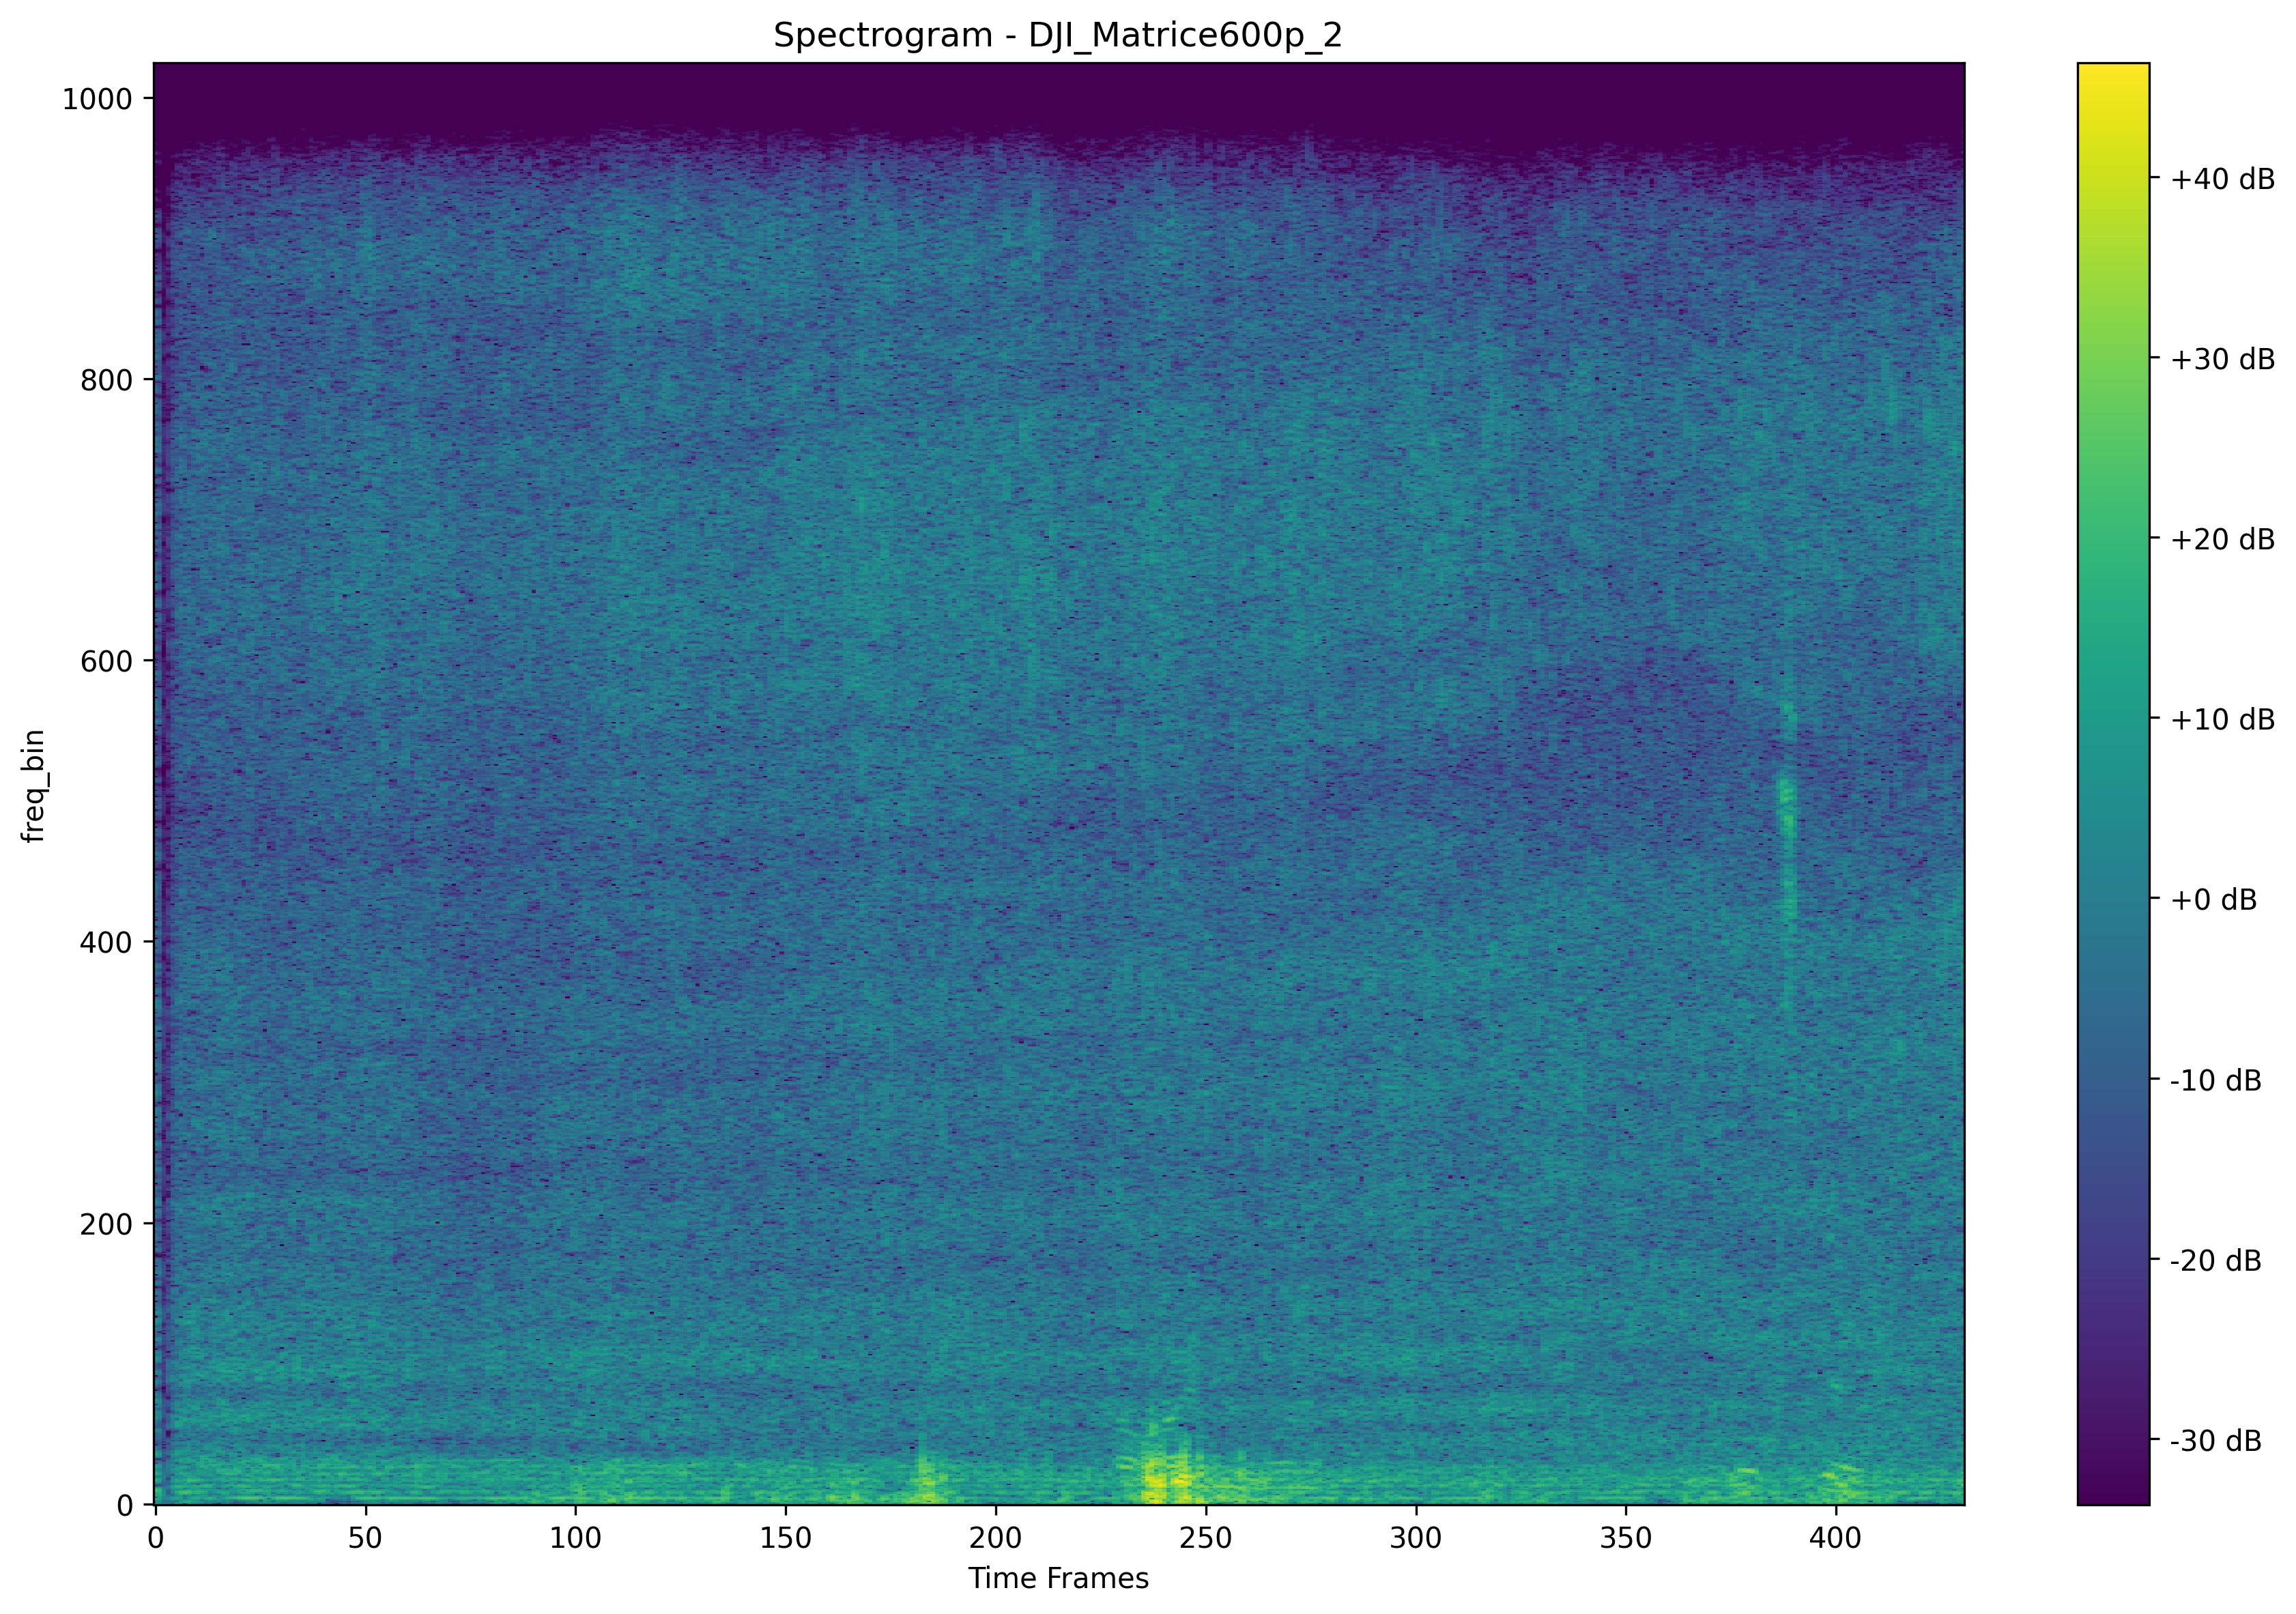 Spectrogram - DJI_Matrice600p_2
1000
800
600
400
200
0
freq_bin
0 50 100 150 200 250 300 350 400
Time Frames
+40 dB
+30 dB
+20 dB
+10 dB
+0 dB
-10 dB
-20 dB
-30 dB